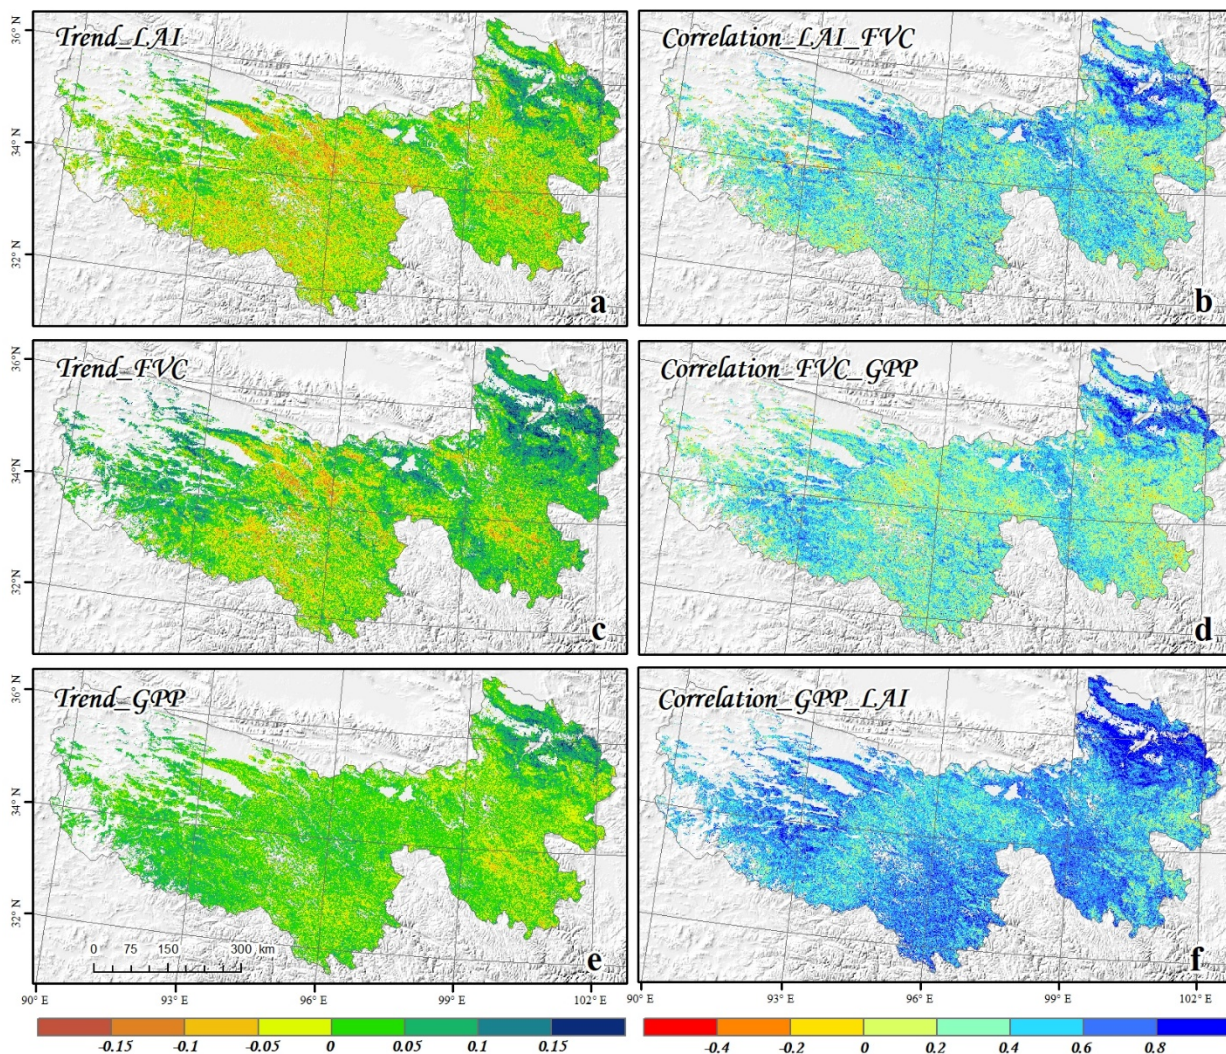 Trend_LAI
Correlation_LAI_FVC
36° N
34° N
32° N
a
b
Trend_FVC
Correlation_FVC_GPP
36° N
34° N
32° N
c
d
Trend_GPP
Correlation_GPP_LAI
36° N
34° N
32° N
0 75 150 300 km
e
f
90° E 93° E 96° E 99° E 102° E 90° E 93° E 96° E 99° E 102° E
-0.15 -0.1 -0.05 0 0.05 0.1 0.15 -0.4 -0.2 0 0.2 0.4 0.6 0.8